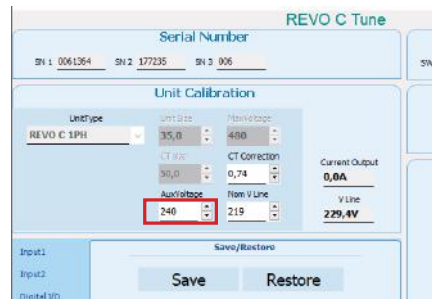 REVO C Tune
Serial Number
SN 1 0061364 SN 2 177235 SN 3 006
SW
Unit Calibration
UnitType Unit Size MaxVoltage
REVO C 1PH 35,0 480
CT size CT Correction
50,0 0,74
Current Output
0,0A
AuxVoltage Nom V Line
240 219
V Line
229,4V
Input1
Input2
Digital I/O
Save/Restore
Save Restore